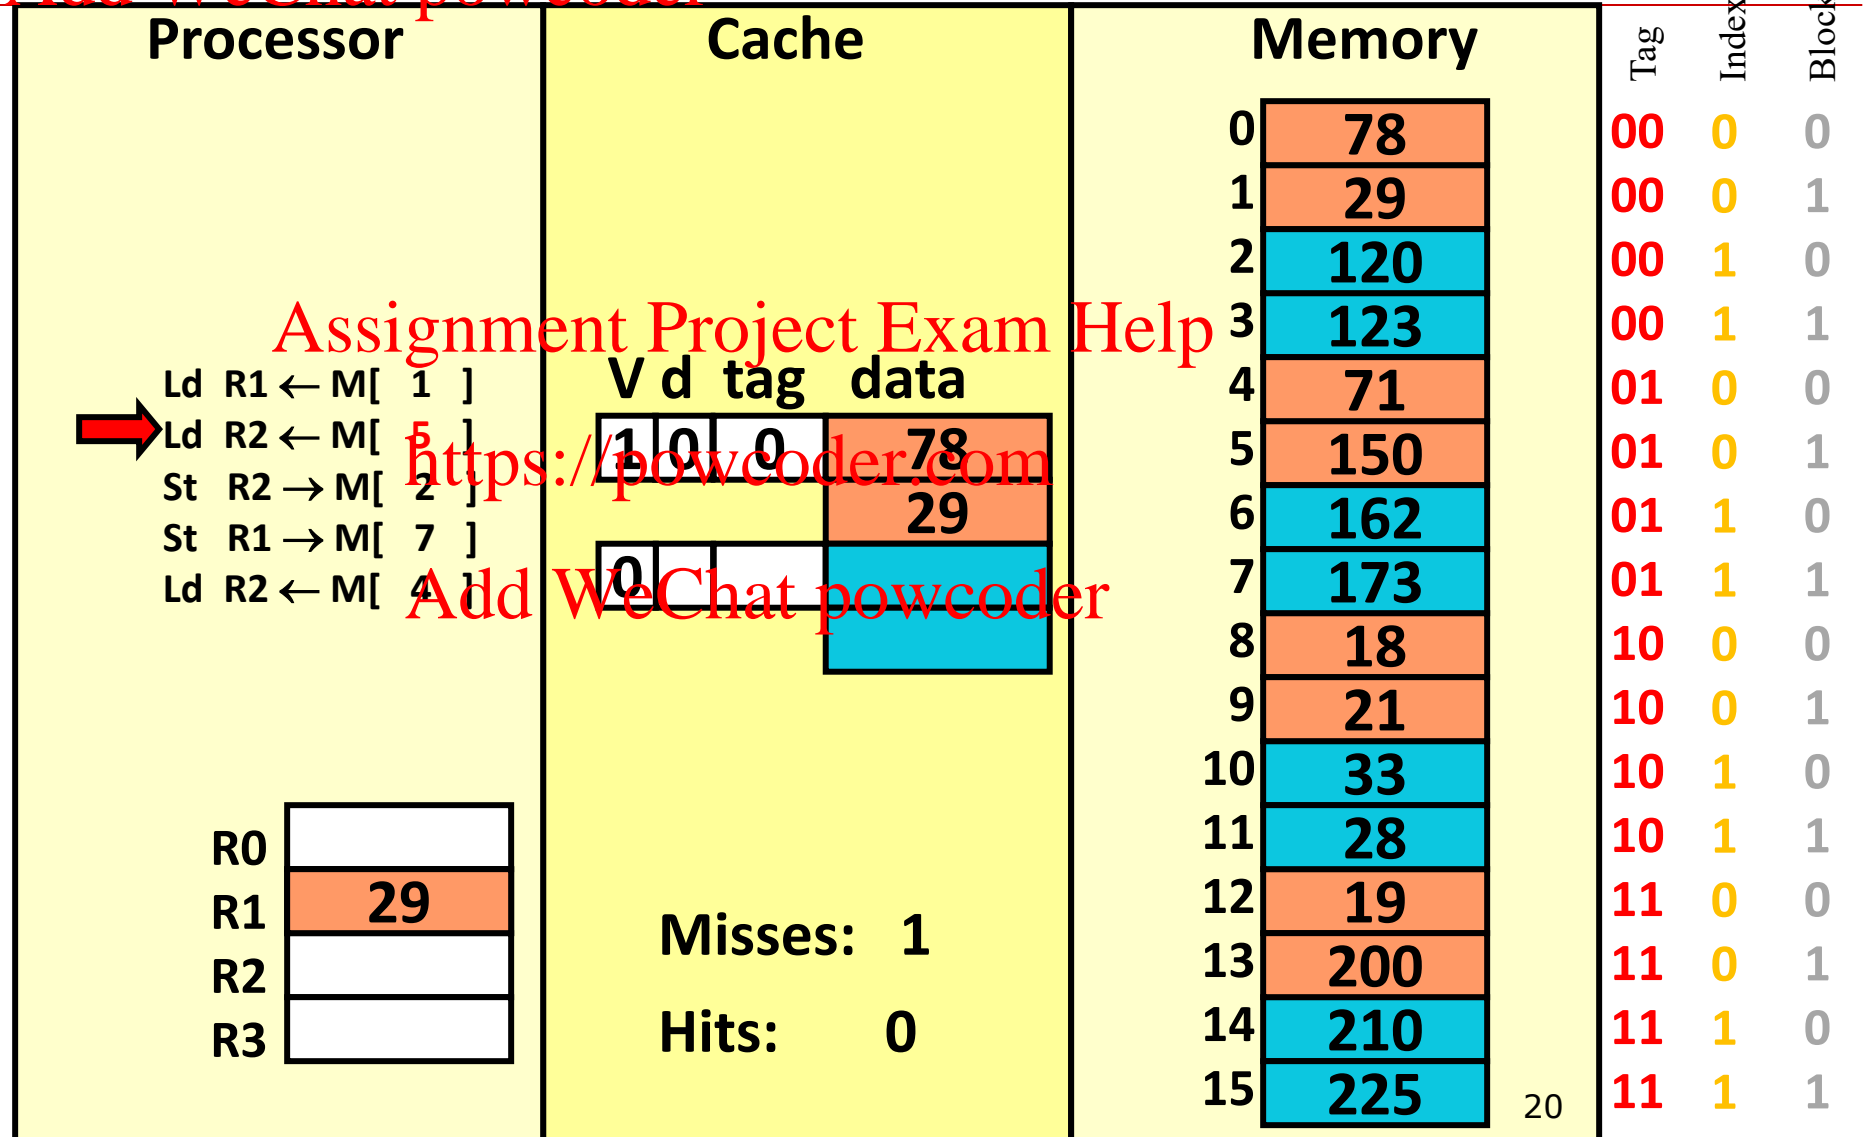 Add WeChat powcoder
Processor
Cache
Memory
Tag
Index
Block
0 78 00 0 0
1 29 00 0 1
2 120 00 1 0
3 123 00 1 1
4 71 01 0 0
5 150 01 0 1
6 162 01 1 0
7 173 01 1 1
8 18 10 0 0
9 21 10 0 1
10 33 10 1 0
11 28 10 1 1
12 19 11 0 0
13 200 11 0 1
14 210 11 1 0
15 225 11 1 1
Assignment Project Exam Help
Ld R1 ← M[ 1 ]
Ld R2 ← M[ 5 ]
St R2 → M[ 2 ]
St R1 → M[ 7 ]
Ld R2 ← M[ 4 ]
https://powcoder.com
Add WeChat powcoder
V d tag data
1 0 0 78
29
0
R0
R1 29
R2
R3
Misses: 1
Hits: 0
20